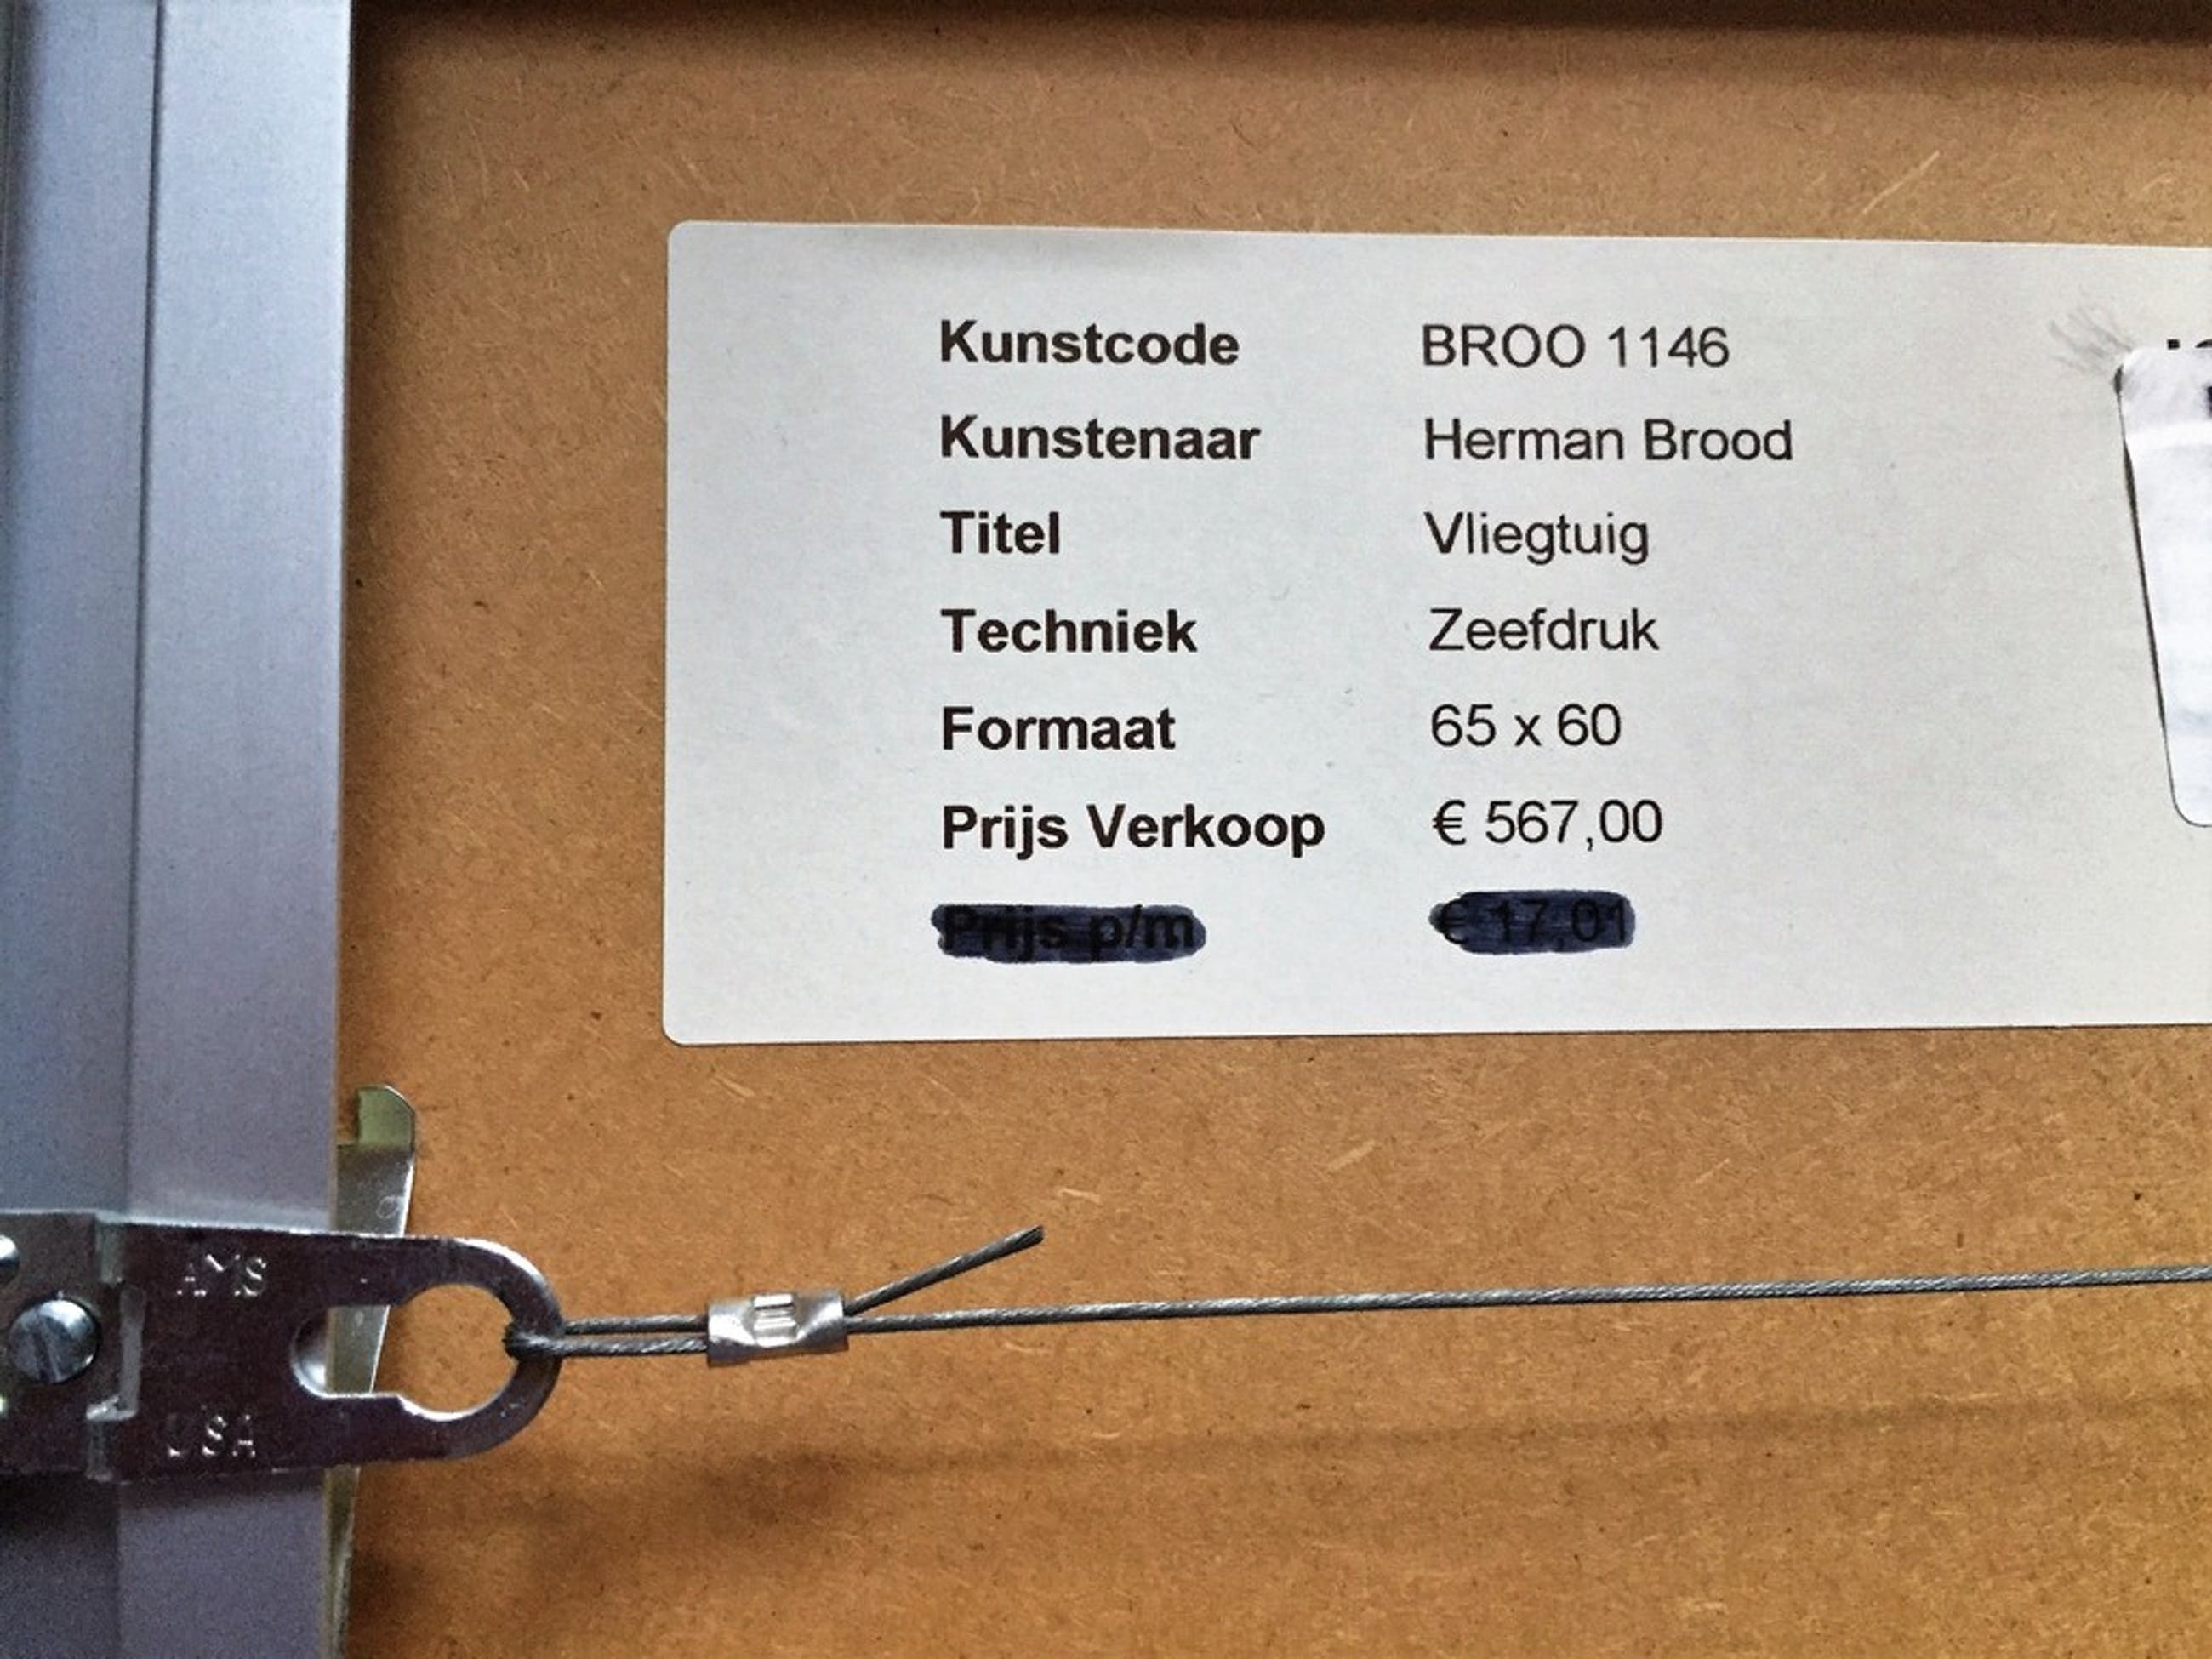 Kunstcode BROO 1146
Kunstenaar Herman Brood
Titel Vliegtuig
Techniek Zeefdruk
Formaat 65 x 60
Prijs Verkoop € 567,00
Prijs p/m € 17,01
AMS
USA